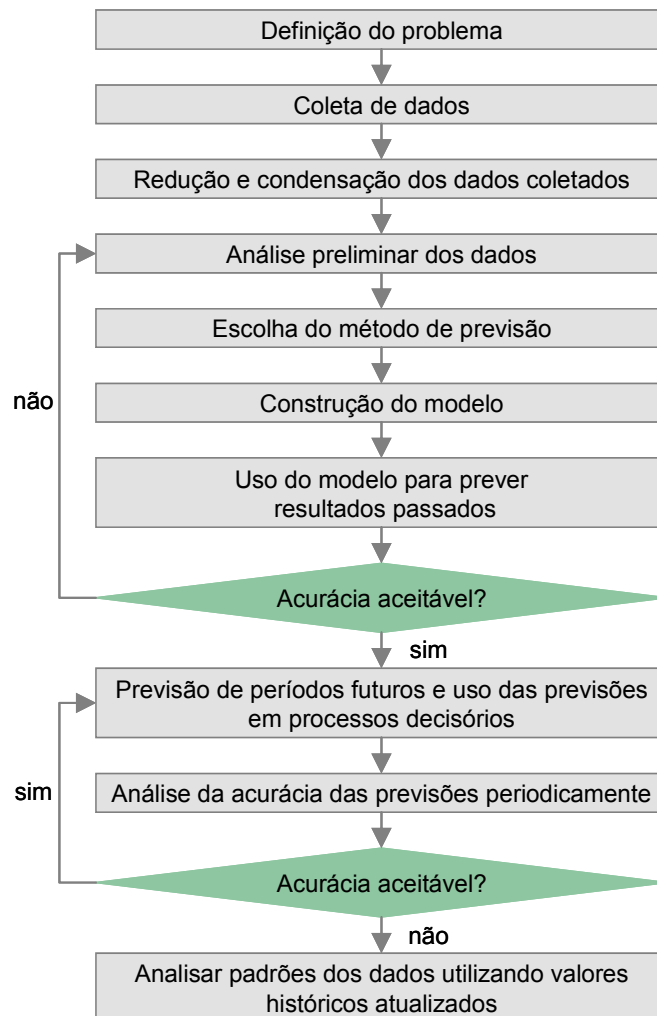 Definição do problema
Coleta de dados
Redução e condensação dos dados coletados
Análise preliminar dos dados
Escolha do método de previsão
não
Construção do modelo
Uso do modelo para prever
resultados passados
Acurácia aceitável?
sim
Previsão de períodos futuros e uso das previsões
em processos decisórios
sim
Análise da acurácia das previsões periodicamente
Acurácia aceitável?
não
Analisar padrões dos dados utilizando valores
históricos atualizados